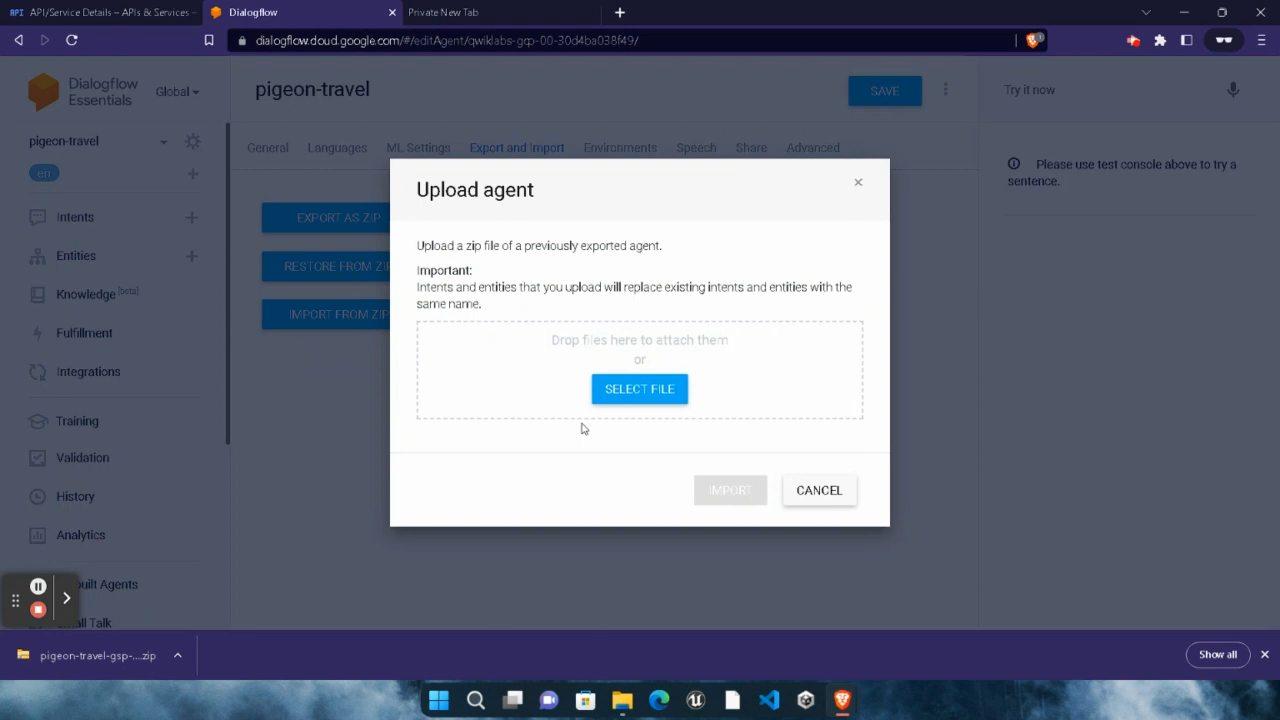 API/Service Details – APIs & Services –
Dialogflow
Private New Tab
dialogflow.cloud.google.com/#/editAgent/qwiklabs-gcp-00-30d4ba038f49/
Dialogflow
Essentials
Global
pigeon-travel
SAVE
Try it now
pigeon-travel
General
Languages
ML Settings
Export and Import
Environments
Speech
Share
Advanced
en
Please use test console above to try a
sentence.
Intents
Entities
Knowledge [beta]
Fulfillment
Integrations
Training
Validation
History
Analytics
built Agents
Small Talk
EXPORT AS ZIP
RESTORE FROM ZIP
IMPORT FROM ZIP
Upload agent
Upload a zip file of a previously exported agent.
Important:
Intents and entities that you upload will replace existing intents and entities with the
same name.
Drop files here to attach them
or
SELECT FILE
IMPORT
CANCEL
pigeon-travel-gsp-....zip
Show all